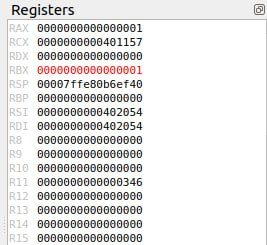 Registers
RAX 0000000000000001
RCX 0000000000401157
RDX 0000000000000000
RBX 0000000000000001
RSP 00007ffe80b6ef40
RBP 0000000000000000
RSI 0000000000402054
RDI 0000000000402054
R8 0000000000000000
R9 0000000000000000
R10 0000000000000000
R11 0000000000000346
R12 0000000000000000
R13 0000000000000000
R14 0000000000000000
R15 0000000000000000